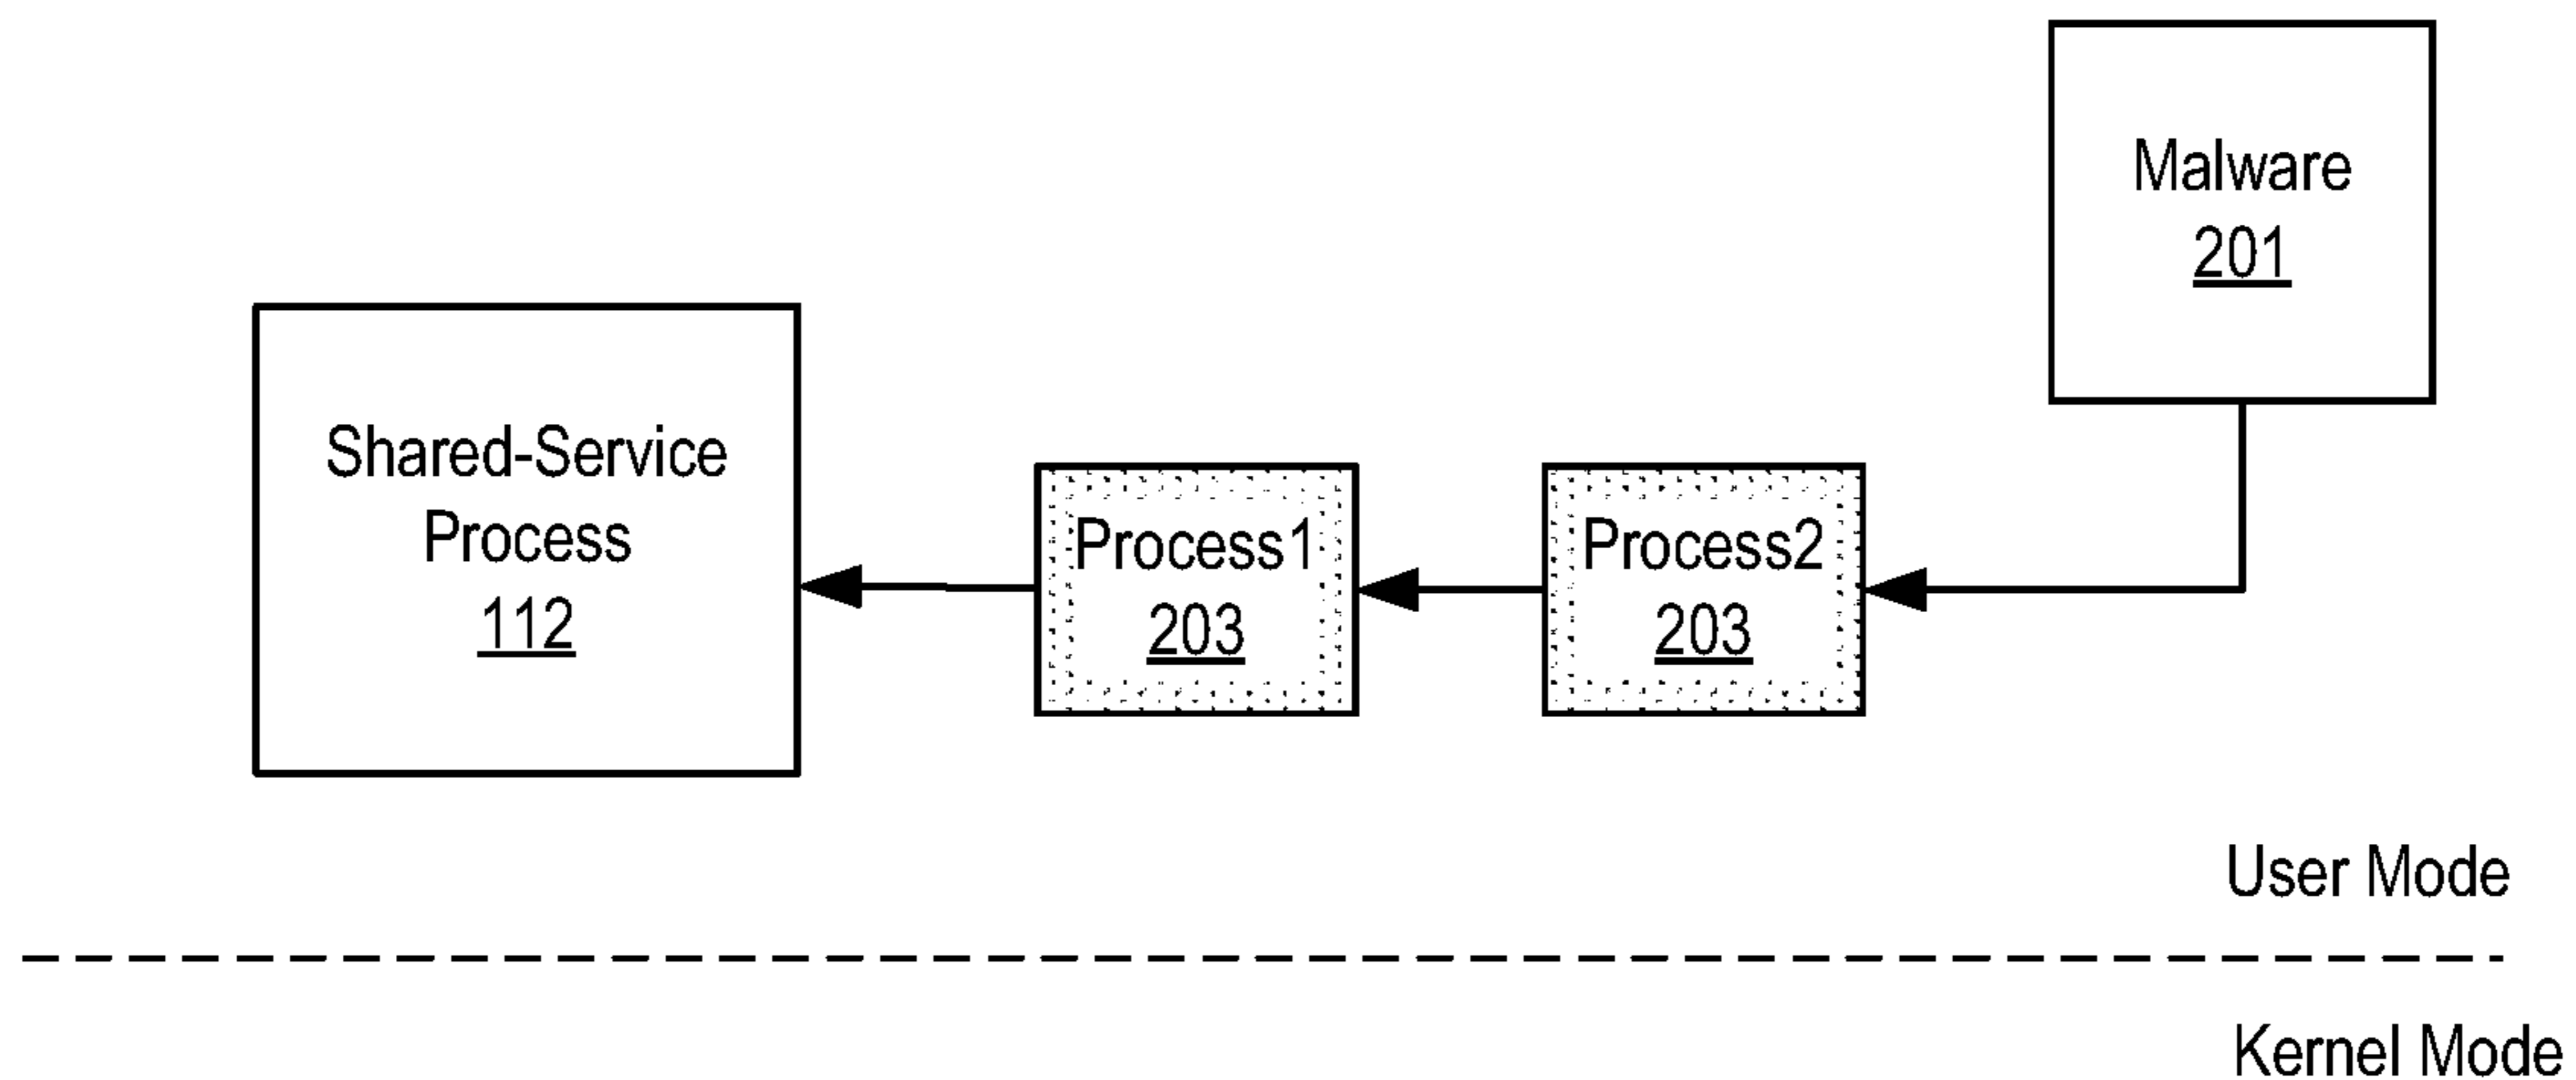 Malware
201
Shared-Service
Process
112
Process1
203
Process2
203
User Mode
Kernel Mode